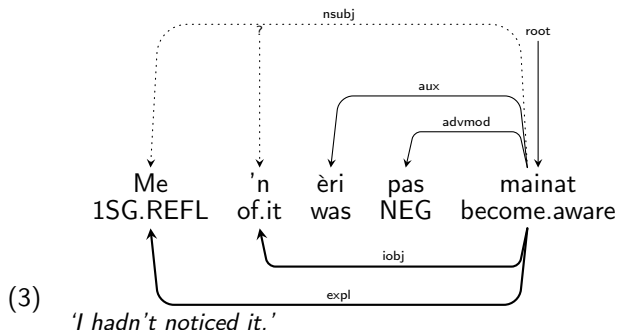 nsubj
? root
aux
advmod
Me 'n èri pas mainat
1SG.REFL of.it was NEG become.aware
iobj
expl
(3)
'I hadn't noticed it.'